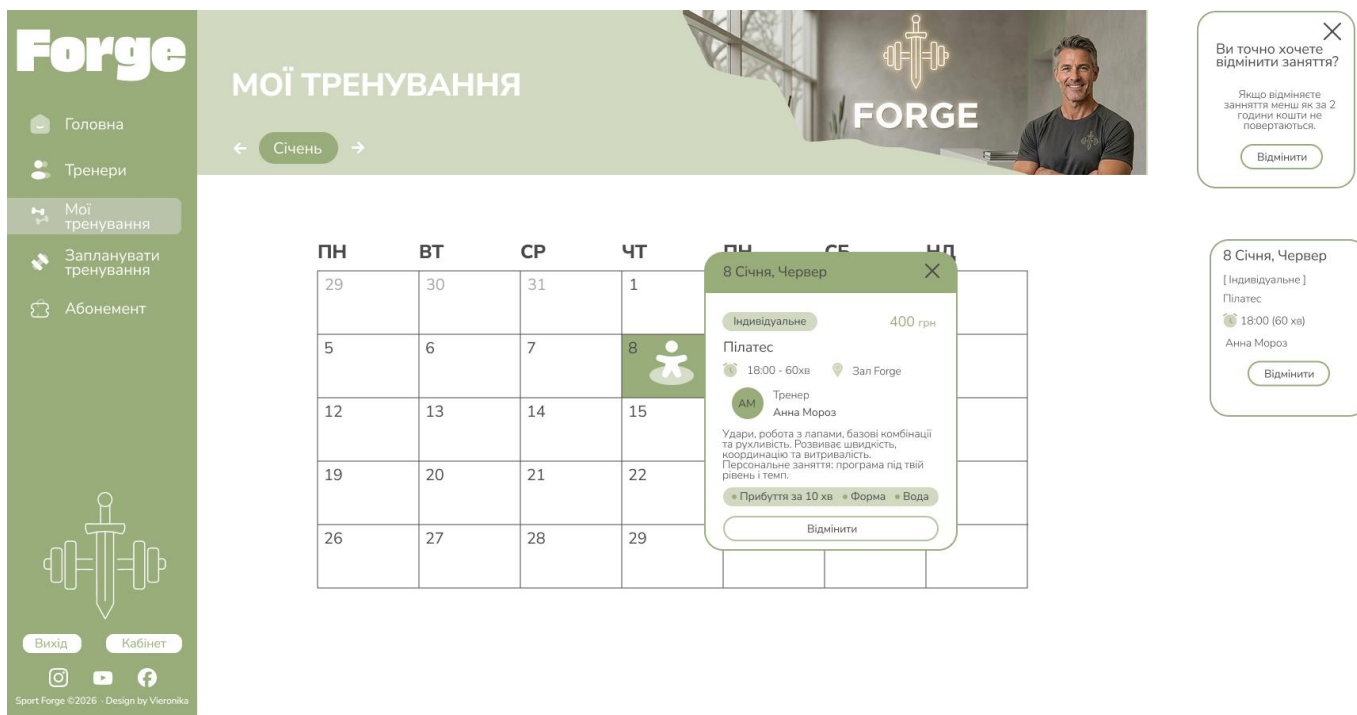 Forge
Головна
Тренери
Мої
тренування
Запланувати
тренування
Абонемент
Вихід
Кабінет
Sport Forge ©2026 - Design by Vieronika
МОЇ ТРЕНУВАННЯ
← Січень →
FORGE
ПН ВТ СР ЧТ ПН СБ НД
29 30 31 1
5 6 7 8
12 13 14 15
19 20 21 22
26 27 28 29
8 Січня, Червер
Індивідуальне 400 грн
Пілатес
18:00 - 60хв Зал Forge
АМ
Тренер
Анна Мороз
Удари, робота з лапами, базові комбінації
та рухливість. Розвиває швидкість,
координацію та витривалість.
Персональне заняття: програма під твій
рівень і темп.
• Прибуття за 10 хв • Форма • Вода
Відмінити
Ви точно хочете
відмінити заняття?
Якщо відміняєте
занняття менш як за 2
години кошти не
повертаються.
Відмінити
8 Січня, Червер
[ Індивідуальне ]
Пілатес
18:00 (60 хв)
Анна Мороз
Відмінити